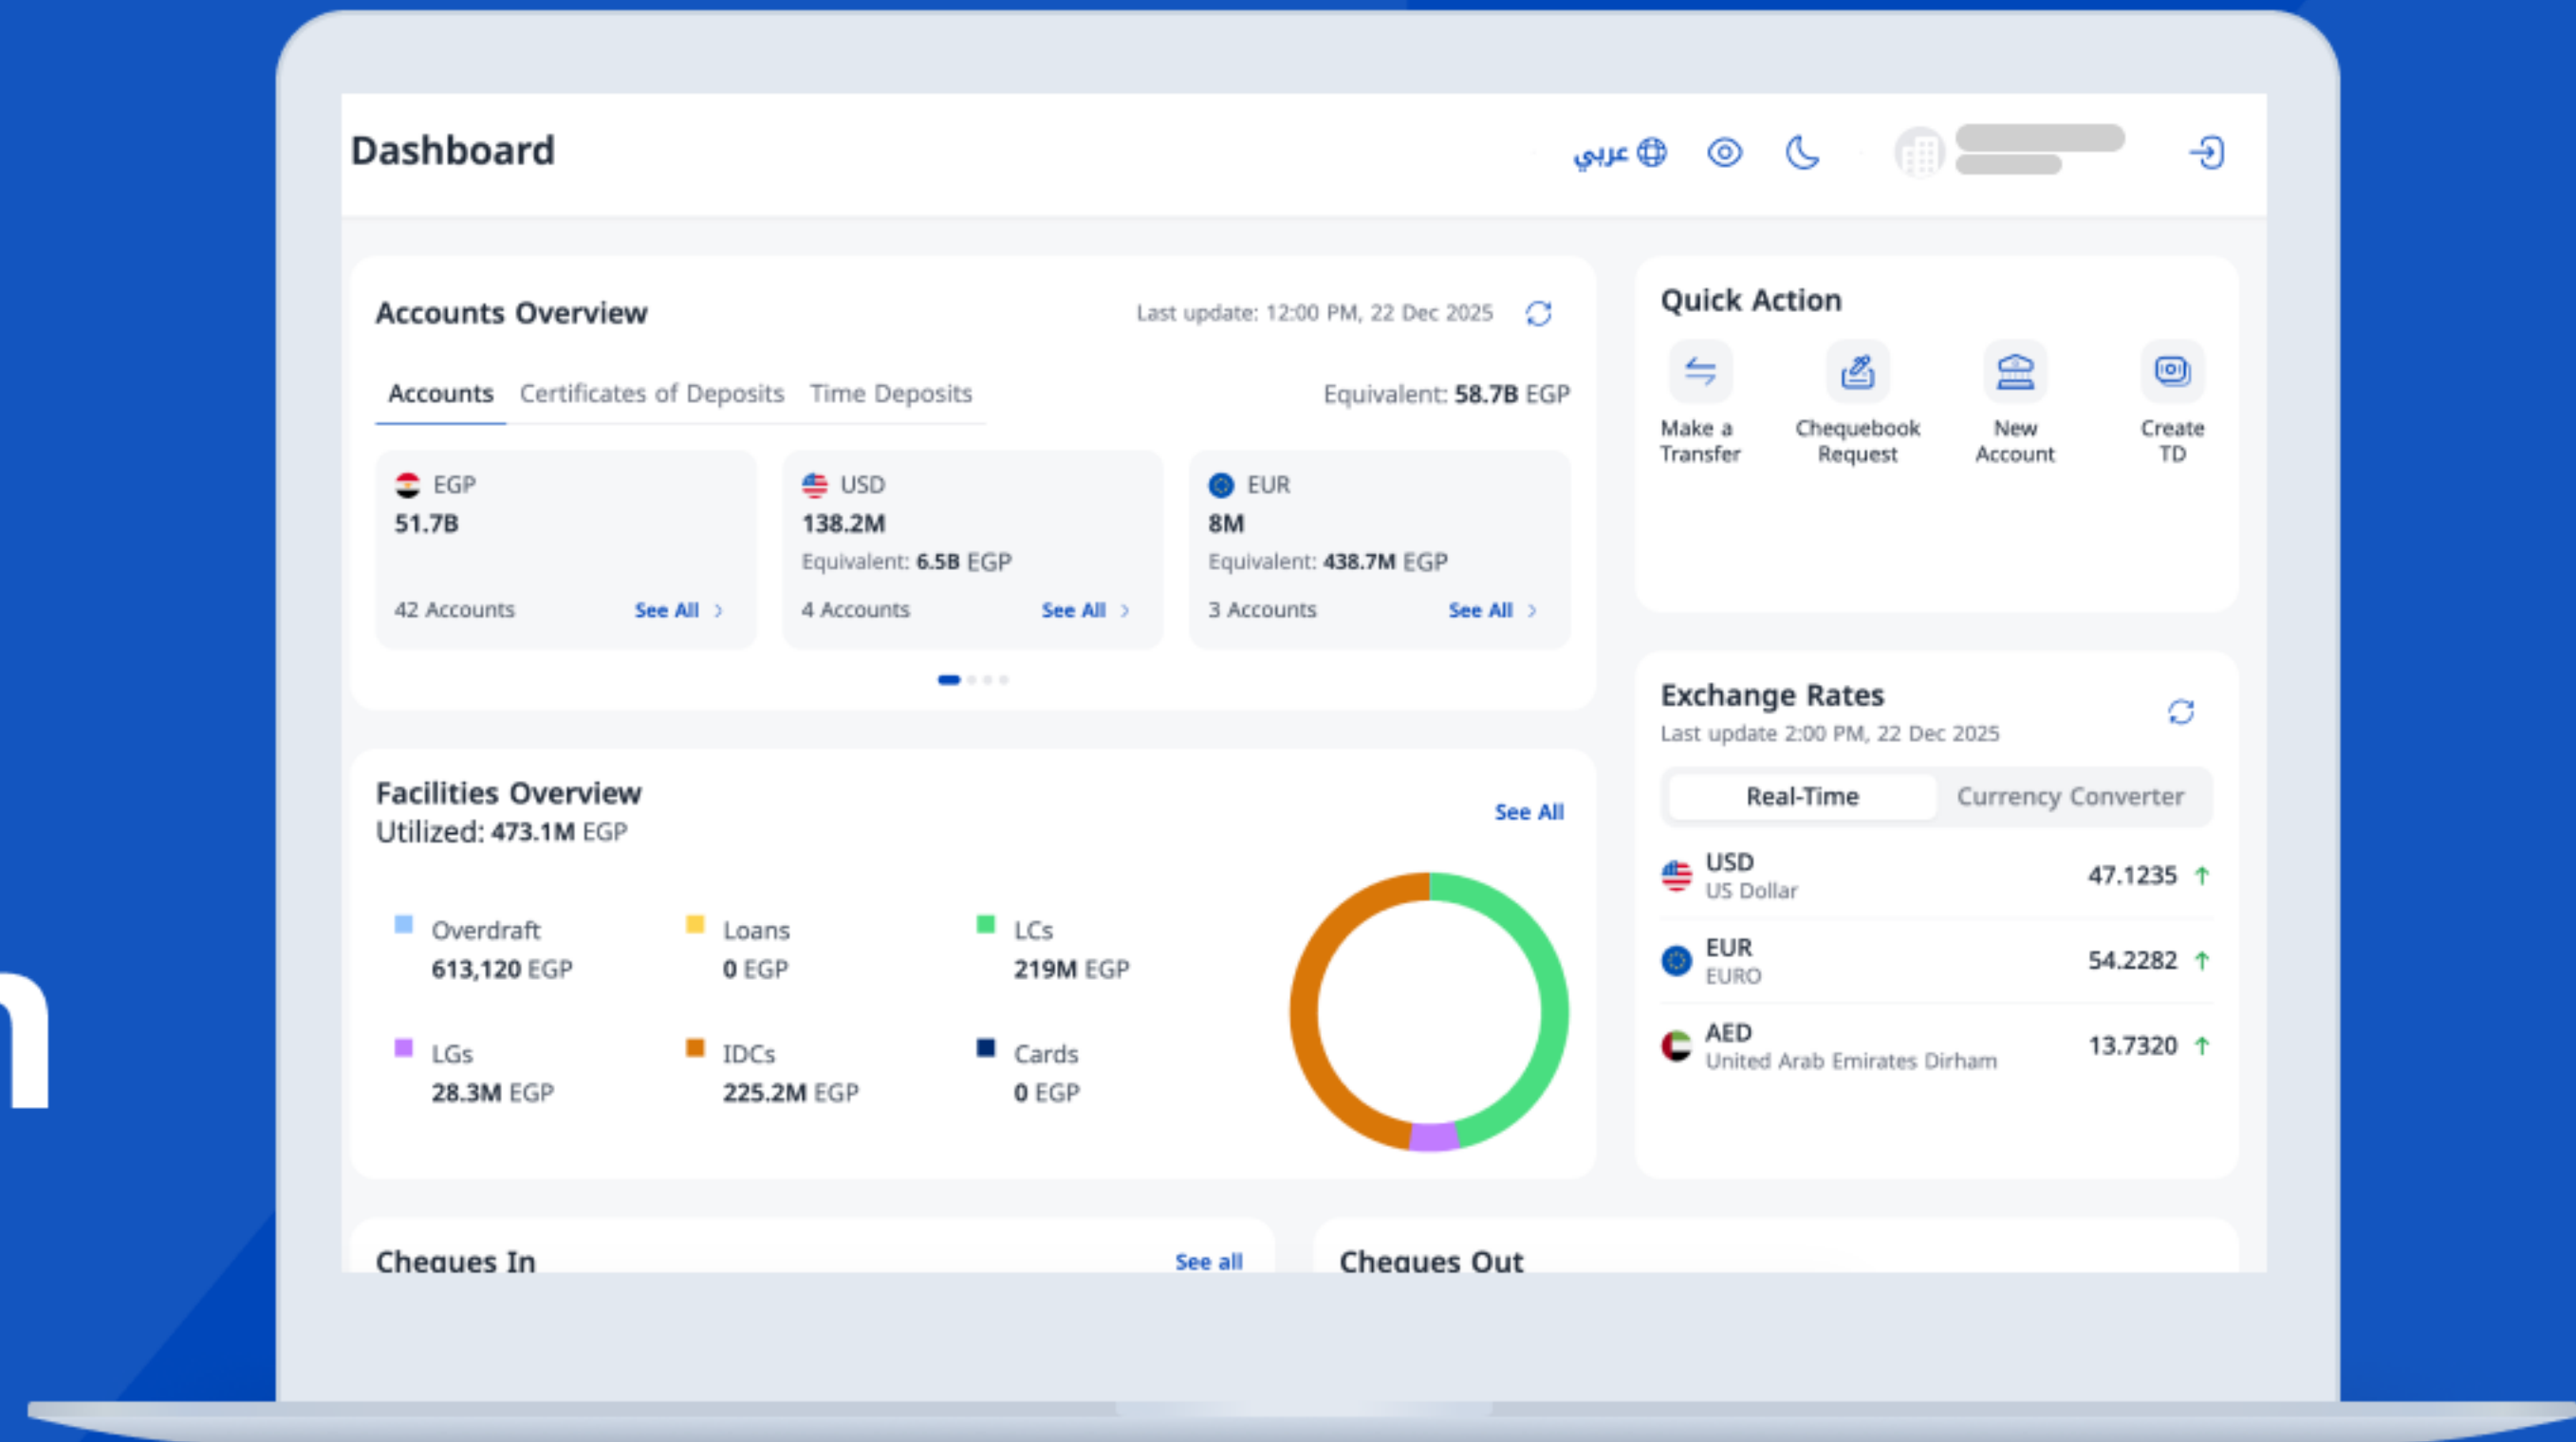 Dashboard
عربي
Accounts Overview
Last update: 12:00 PM, 22 Dec 2025
Accounts Certificates of Deposits Time Deposits
Equivalent: 58.7B EGP
EGP
51.7B
42 Accounts See All
USD
138.2M
Equivalent: 6.5B EGP
4 Accounts See All
EUR
8M
Equivalent: 438.7M EGP
3 Accounts See All
Quick Action
Make a
Transfer
Chequebook
Request
New
Account
Create
TD
Facilities Overview
Utilized: 473.1M EGP
See All
Overdraft
613,120 EGP
Loans
0 EGP
LCs
219M EGP
LGs
28.3M EGP
IDCs
225.2M EGP
Cards
0 EGP
Exchange Rates
Last update 2:00 PM, 22 Dec 2025
Real-Time Currency Converter
USD
US Dollar
47.1235
EUR
EURO
54.2282
AED
United Arab Emirates Dirham
13.7320
Cheques In
See all
Cheques Out